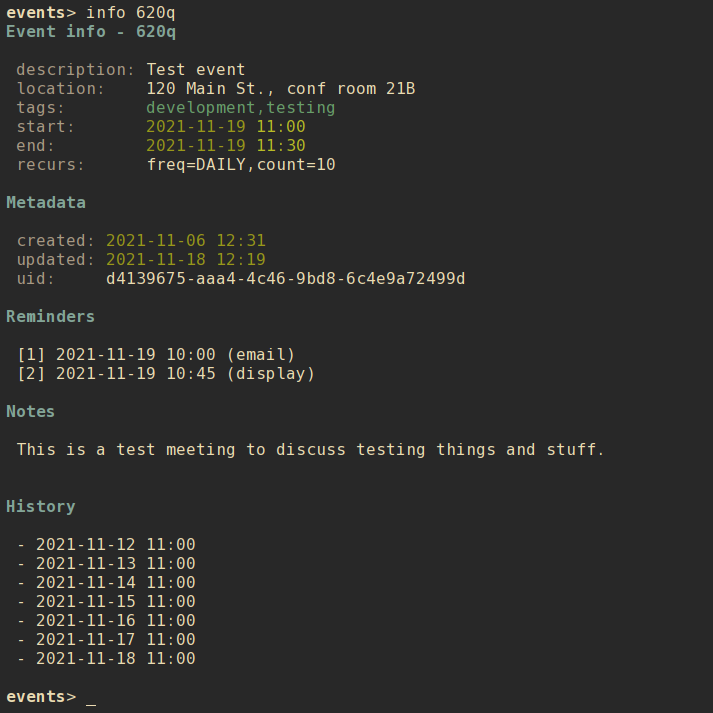 events> info 620q
Event info - 620q
description: Test event
location: 120 Main St., conf room 21B
tags: development,testing
start: 2021-11-19 11:00
end: 2021-11-19 11:30
recurs: freq=DAILY,count=10
Metadata
created: 2021-11-06 12:31
updated: 2021-11-18 12:19
uid: d4139675-aaa4-4c46-9bd8-6c4e9a72499d
Reminders
[1] 2021-11-19 10:00 (email)
[2] 2021-11-19 10:45 (display)
Notes
This is a test meeting to discuss testing things and stuff.
History
- 2021-11-12 11:00
- 2021-11-13 11:00
- 2021-11-14 11:00
- 2021-11-15 11:00
- 2021-11-16 11:00
- 2021-11-17 11:00
- 2021-11-18 11:00
events> _